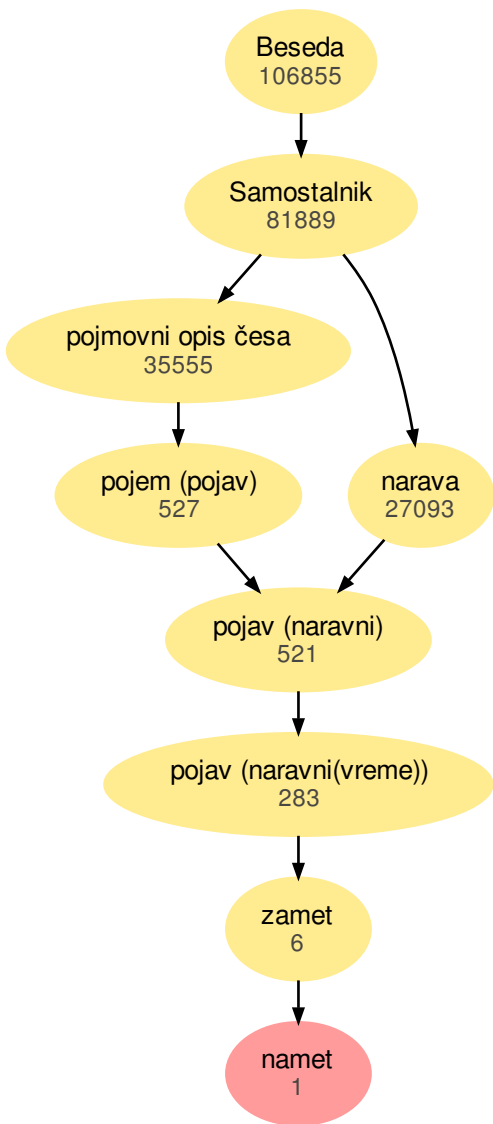 Beseda
106855
Samostalnik
81889
pojmovni opis česa
35555
pojem (pojav)
527
narava
27093
pojav (naravni)
521
pojav (naravni(vreme))
283
zamet
6
namet
1